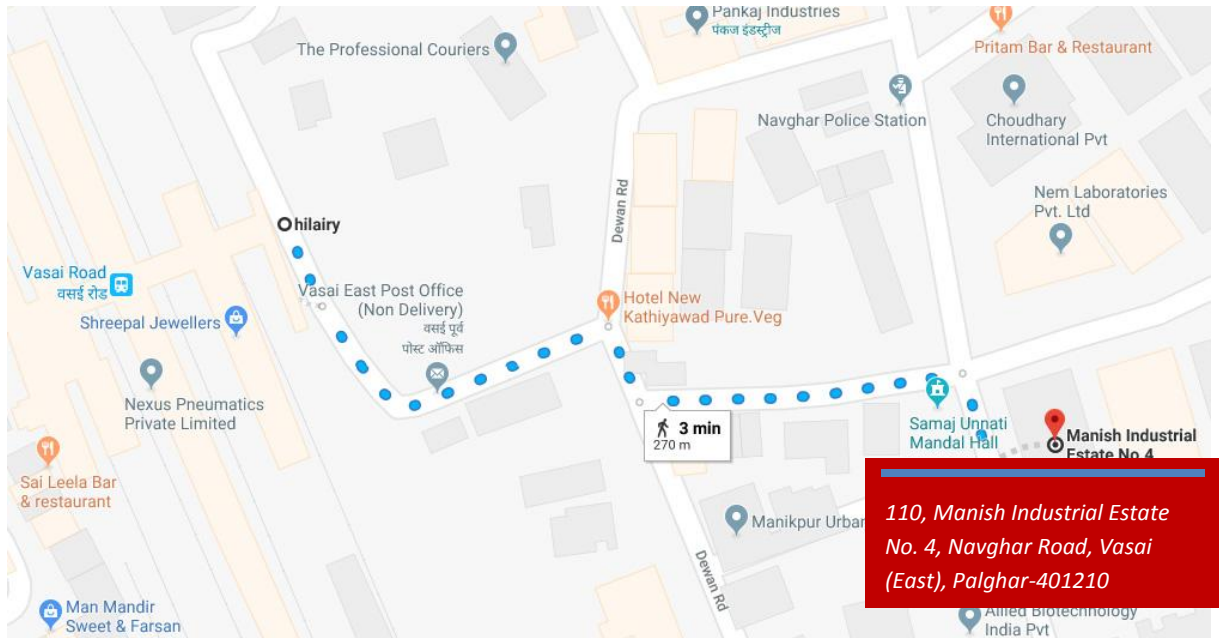 Pankaj Industries
पंकज इंडस्ट्रीज
The Professional Couriers
Pritam Bar & Restaurant
Navghar Police Station
Choudhary
International Pvt
Dewan Rd
Nem Laboratories
Pvt. Ltd
hilairy
Vasai Road
वसई रोड
Vasai East Post Office
(Non Delivery)
वसई पूर्व
पोस्ट ऑफिस
Hotel New
Kathiyawad Pure.Veg
Shreepal Jewellers
Nexus Pneumatics
Private Limited
3 min
270 m
Samaj Unnati
Mandal Hall
Manish Industrial
Estate No.4
Sai Leela Bar
& restaurant
Manikpur Urban
110, Manish Industrial Estate
No. 4, Navghar Road, Vasai
(East), Palghar-401210
Dewan Rd
Man Mandir
Sweet & Farsan
Allied Biotechnology
India Pvt